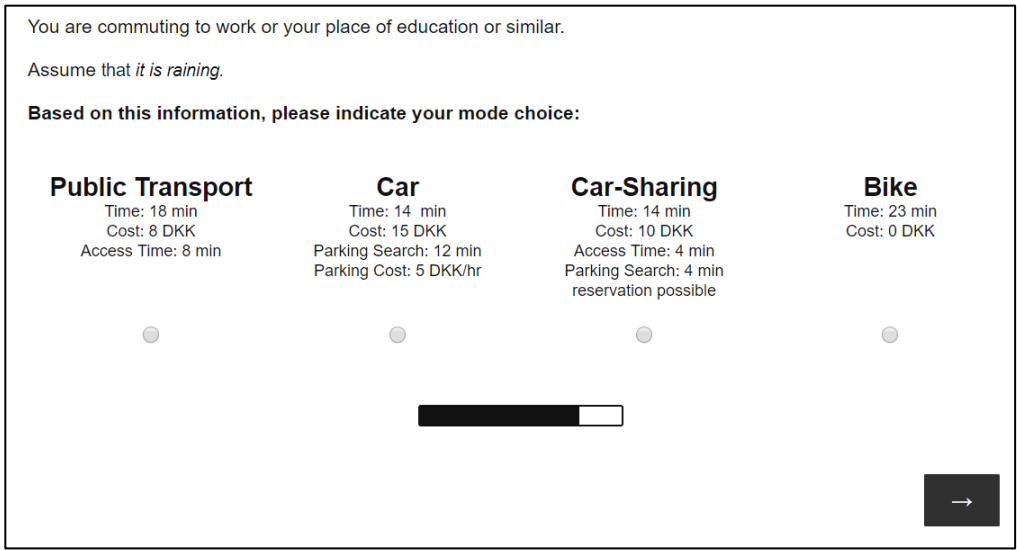 You are commuting to work or your place of education or similar.
Assume that it is raining.
Based on this information, please indicate your mode choice:
Public Transport
Time: 18 min
Cost: 8 DKK
Access Time: 8 min
Car
Time: 14 min
Cost: 15 DKK
Parking Search: 12 min
Parking Cost: 5 DKK/hr
Car-Sharing
Time: 14 min
Cost: 10 DKK
Access Time: 4 min
Parking Search: 4 min
reservation possible
Bike
Time: 23 min
Cost: 0 DKK
→